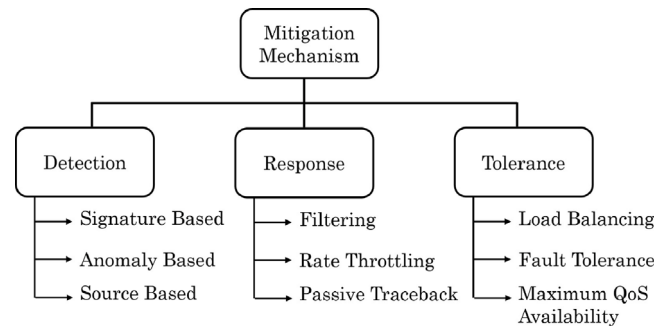 Mitigation
Mechanism
Detection
Response
Tolerance
Signature Based
Anomaly Based
Source Based
Filtering
Rate Throttling
Passive Traceback
Load Balancing
Fault Tolerance
Maximum QoS
Availability